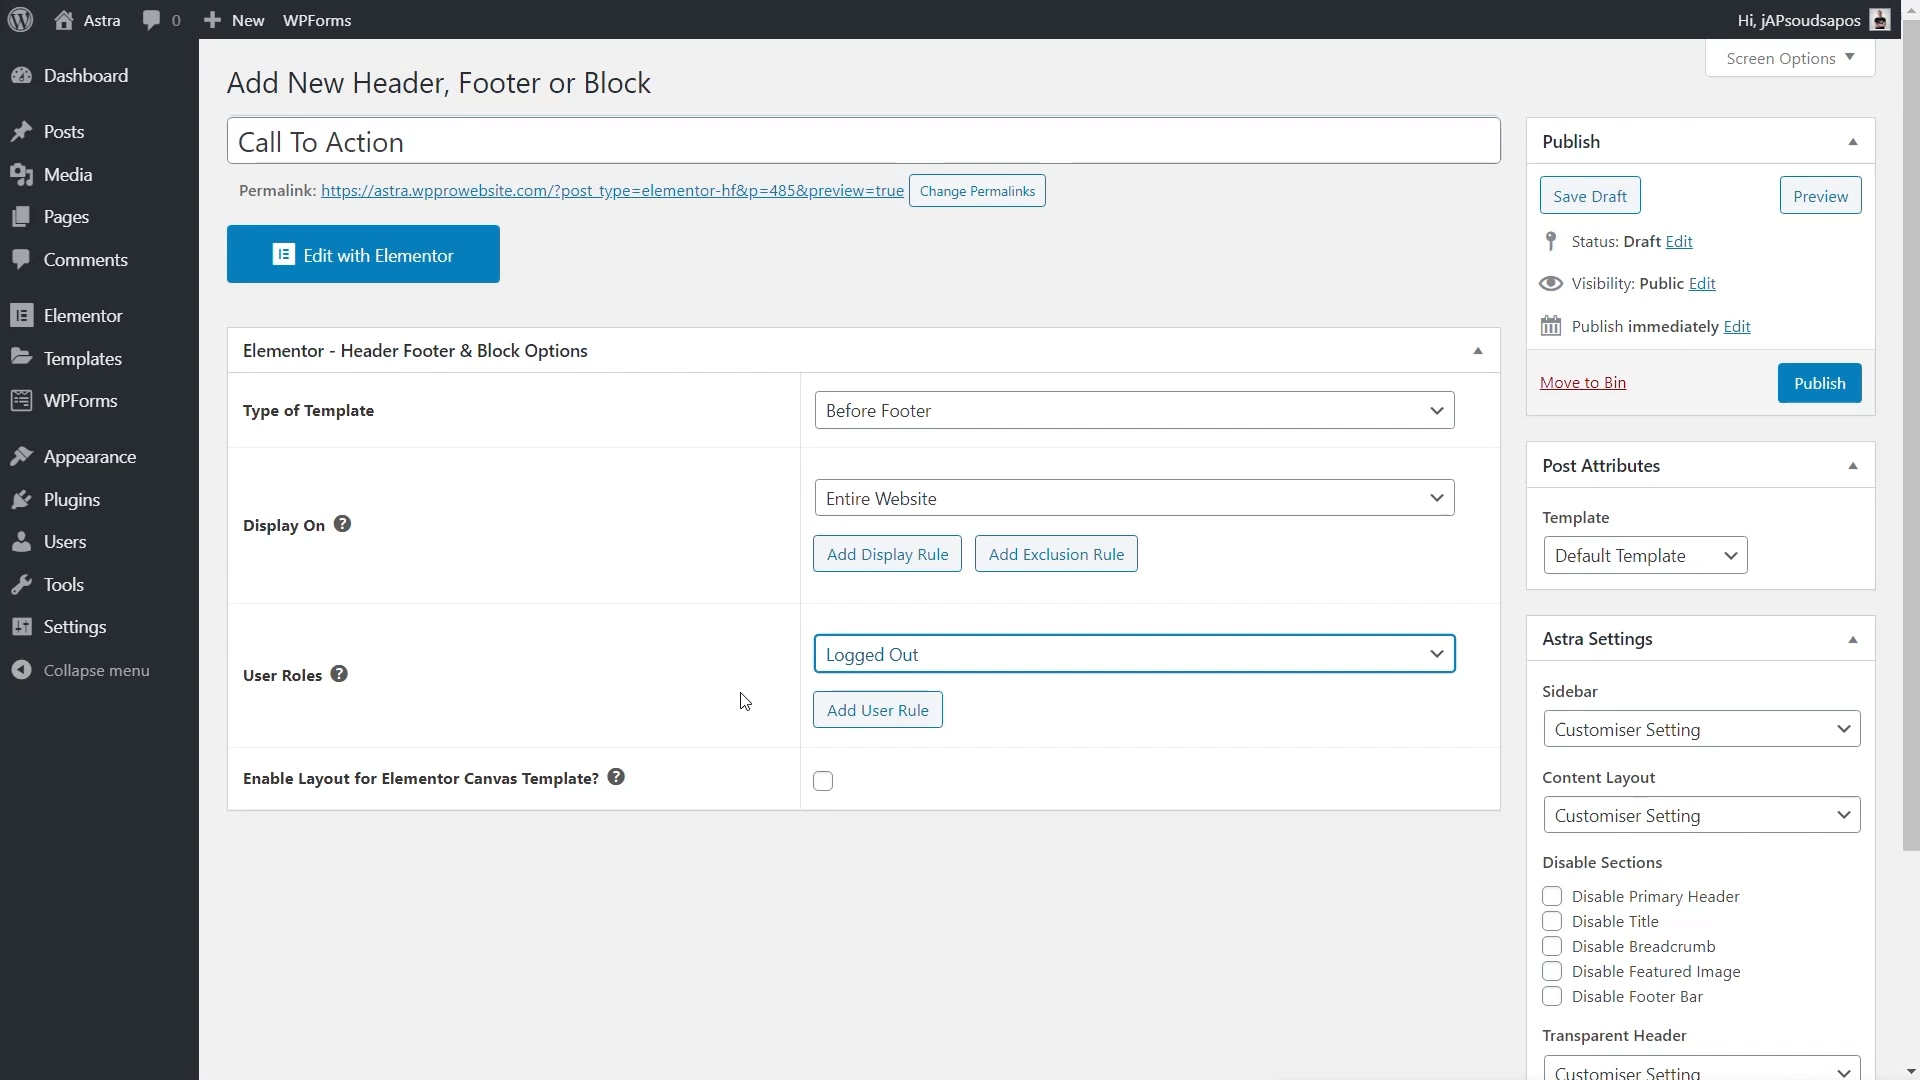 Astra 0 New WPForms Hi, jAPsoudsapos
Screen Options
Dashboard
Posts
Media
Pages
Comments
Elementor
Templates
WPForms
Appearance
Plugins
Users
Tools
Settings
Collapse menu
Add New Header, Footer or Block
Call To Action
Permalink: https://astra.wpprowebsite.com/?post_type=elementor-hf&p=485&preview=true Change Permalinks
Edit with Elementor
Elementor - Header Footer & Block Options
Type of Template Before Footer
Display On ? Entire Website
Add Display Rule Add Exclusion Rule
User Roles ? Logged Out
Add User Rule
Enable Layout for Elementor Canvas Template? ?
Publish
Save Draft Preview
Status: Draft Edit
Visibility: Public Edit
Publish immediately Edit
Move to Bin Publish
Post Attributes
Template
Default Template
Astra Settings
Sidebar
Customiser Setting
Content Layout
Customiser Setting
Disable Sections
Disable Primary Header
Disable Title
Disable Breadcrumb
Disable Featured Image
Disable Footer Bar
Transparent Header
Customiser Setting